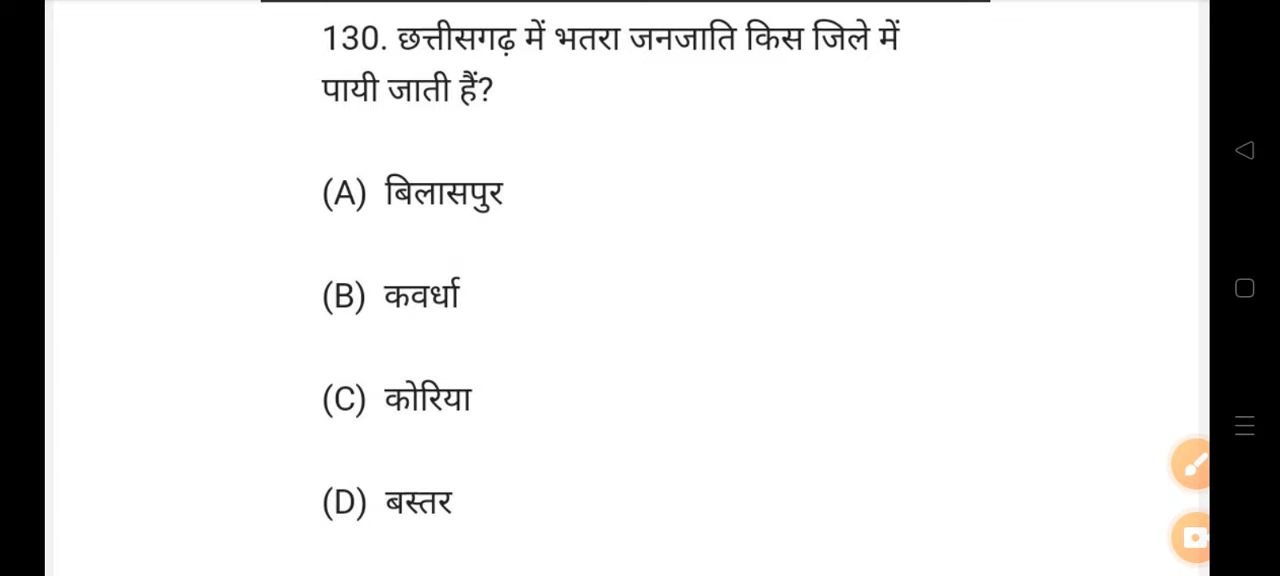 130. छत्तीसगढ़ में भतरा जनजाति किस जिले में
पायी जाती हैं?
(A) बिलासपुर
(B) कवर्धा
(C) कोरिया
(D) बस्तर